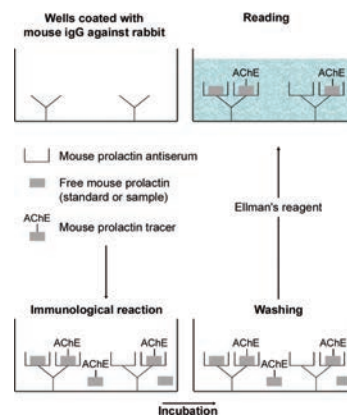 Wells coated with
mouse igG against rabbit
Reading
AChE
AChE
Mouse prolactin antiserum
Free mouse prolactin
(standard or sample)
AChE
Mouse prolactin tracer
Ellman's reagent
Immunological reaction
AChE
AChE
AChE
Washing
AChE
AChE
AChE
Incubation